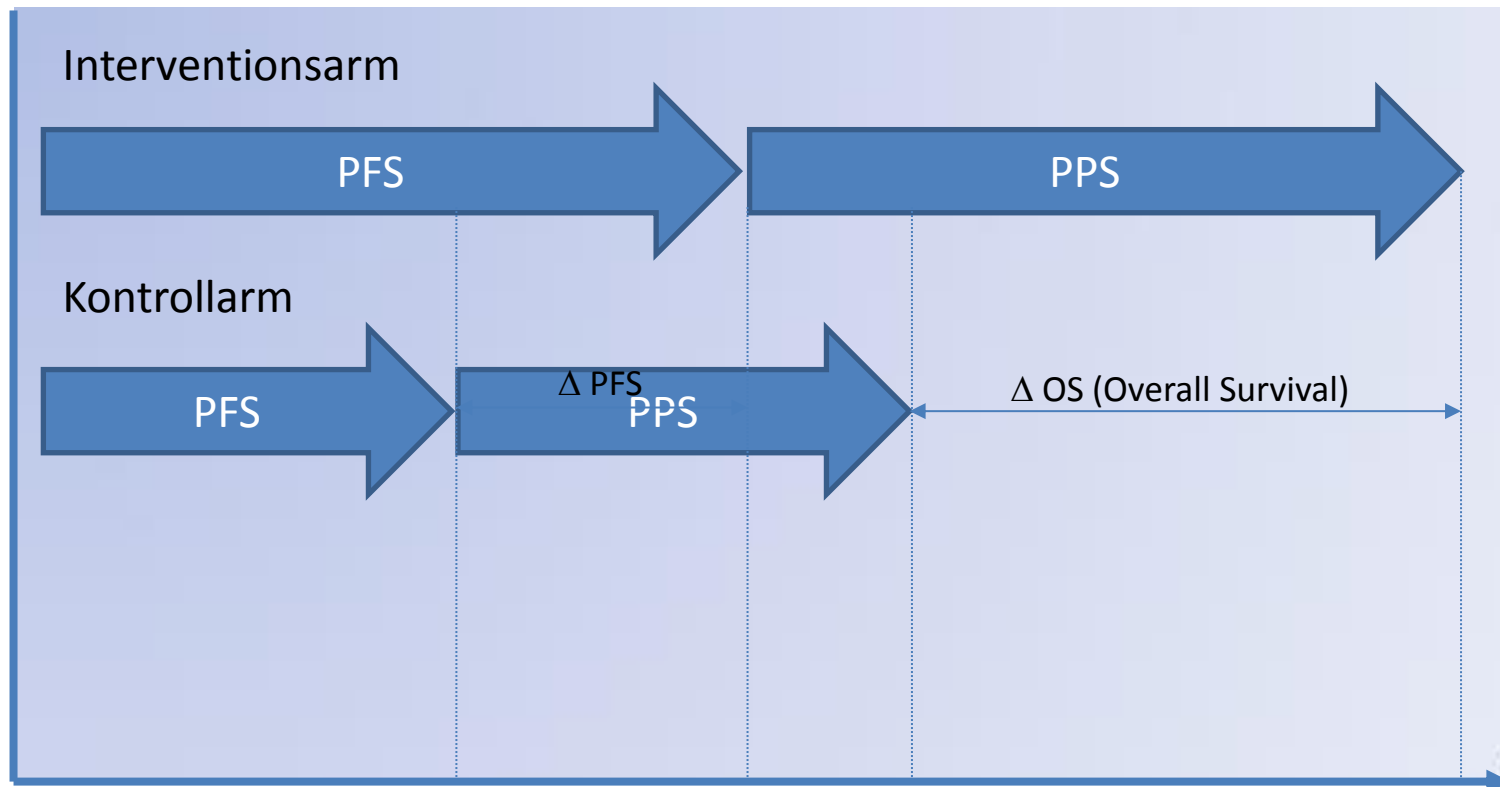 Interventionsarm
PFS
PPS
Kontrollarm
PFS
Δ PFS
PPS
Δ OS (Overall Survival)